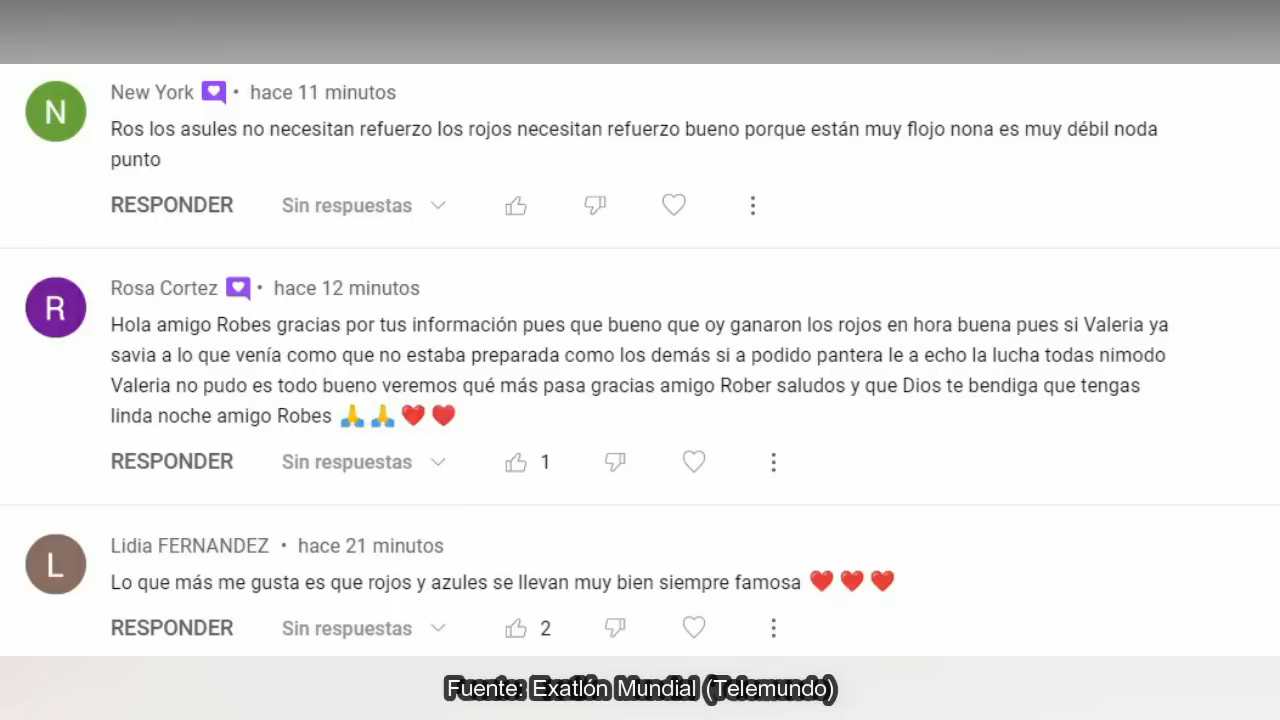 N
New York • hace 11 minutos
Ros los asules no necesitan refuerzo los rojos necesitan refuerzo bueno porque están muy flojo nona es muy débil noda
punto
RESPONDER Sin respuestas
R
Rosa Cortez • hace 12 minutos
Hola amigo Robes gracias por tus información pues que bueno que oy ganaron los rojos en hora buena pues si Valeria ya
savia a lo que venía como que no estaba preparada como los demás si a podido pantera le a echo la lucha todas nimodo
Valeria no pudo es todo bueno veremos qué más pasa gracias amigo Rober saludos y que Dios te bendiga que tengas
linda noche amigo Robes 🙏 🙏 ❤️ ❤️
RESPONDER Sin respuestas 1
L
Lidia FERNANDEZ • hace 21 minutos
Lo que más me gusta es que rojos y azules se llevan muy bien siempre famosa ❤️ ❤️ ❤️
RESPONDER Sin respuestas 2
Fuente: Exatlón Mundial (Telemundo)